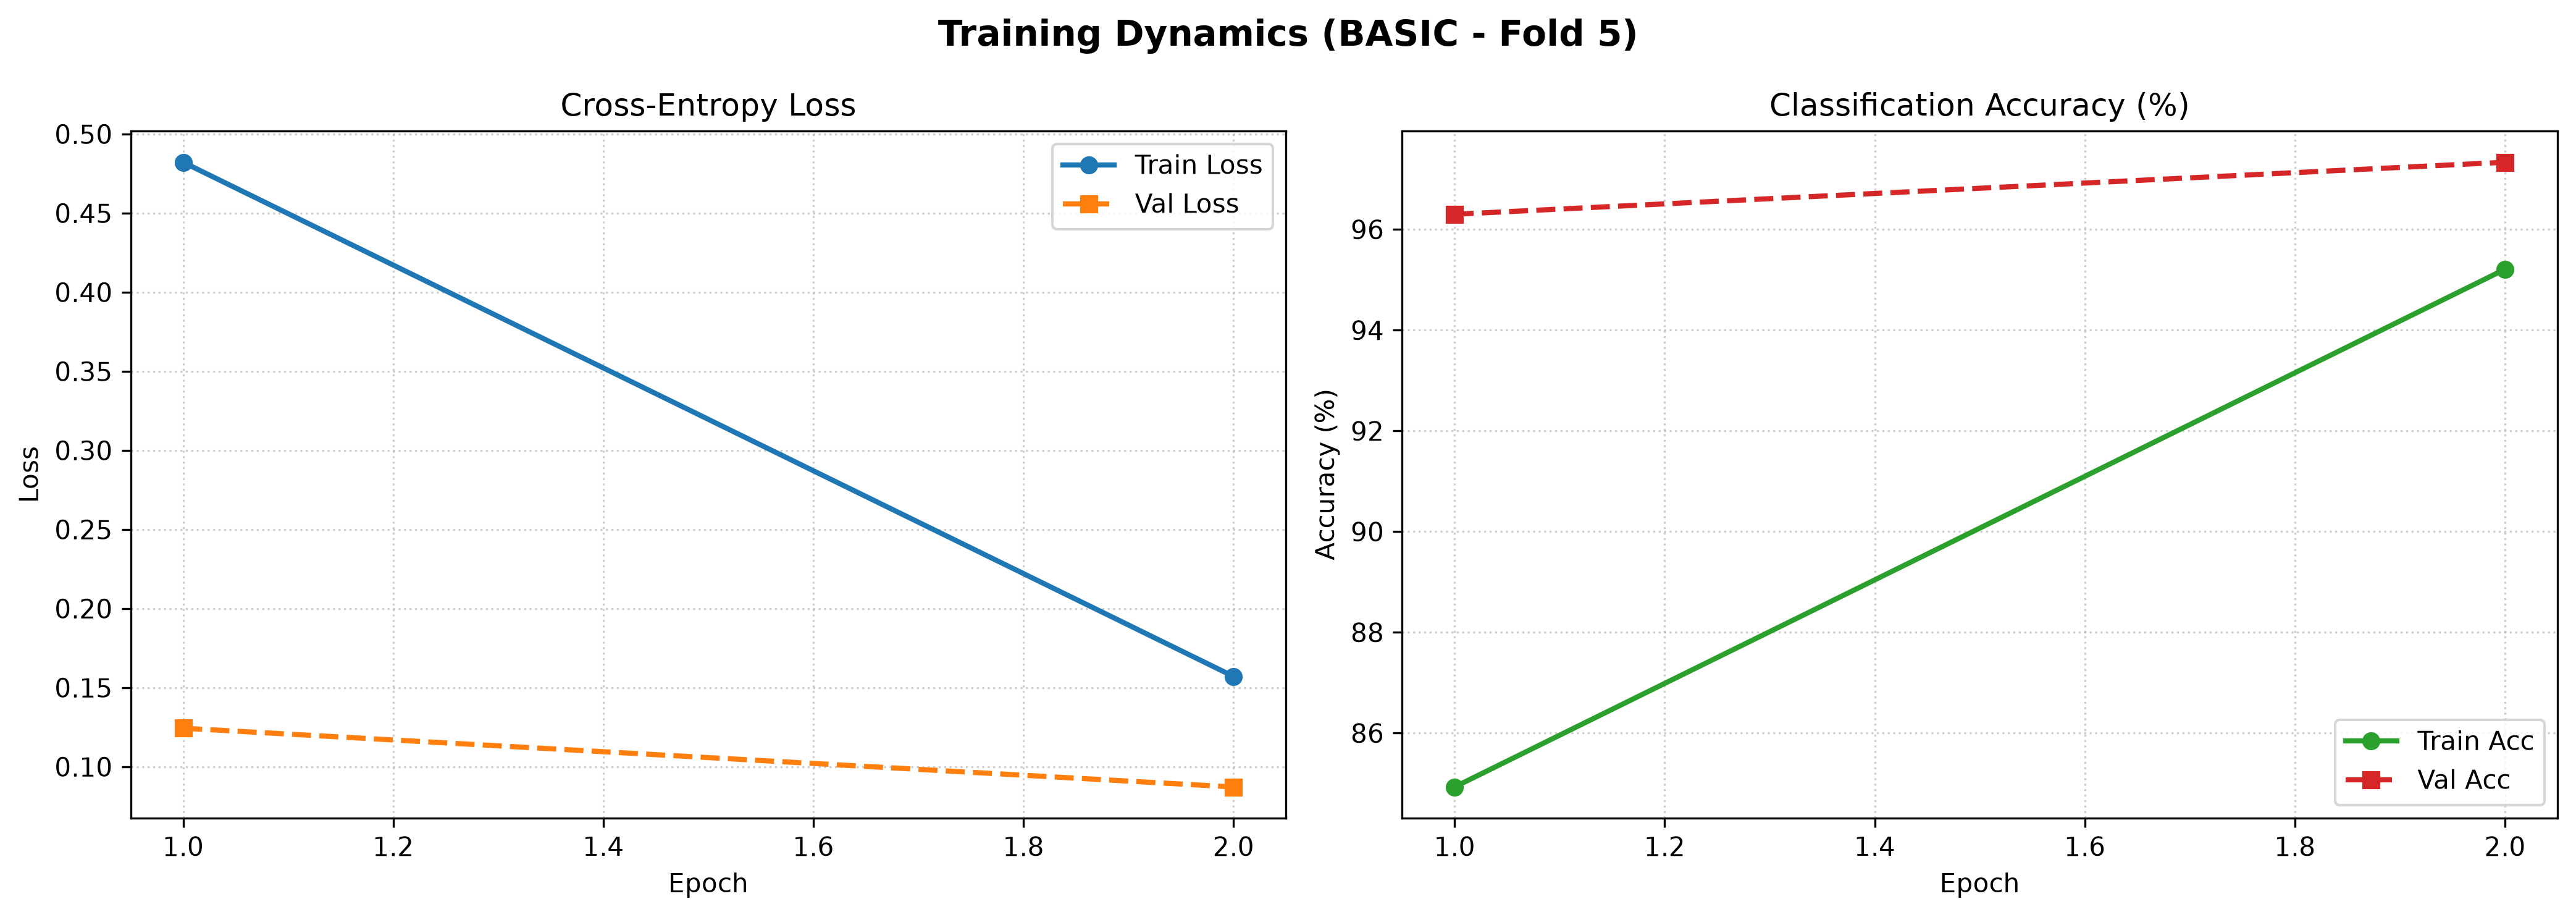 Training Dynamics (BASIC - Fold 5)
Cross-Entropy Loss
0.50
0.45
0.40
0.35
0.30
0.25
0.20
0.15
0.10
Loss
Train Loss
Val Loss
1.0 1.2 1.4 1.6 1.8 2.0
Epoch
Classification Accuracy (%)
96
94
92
90
88
86
Accuracy (%)
Train Acc
Val Acc
1.0 1.2 1.4 1.6 1.8 2.0
Epoch